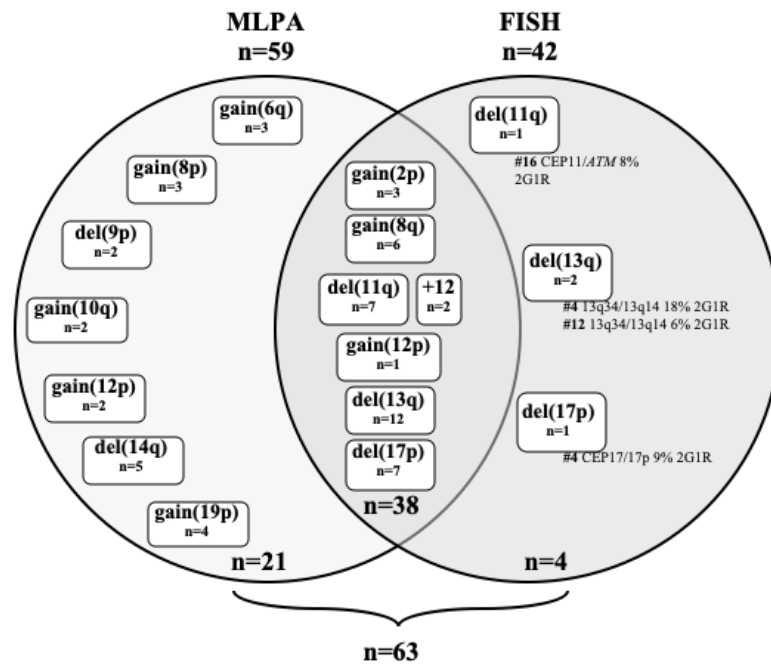 MLPA
n=59
FISH
n=42
gain(6q)
n=3
gain(8p)
n=3
del(9p)
n=2
gain(10q)
n=2
gain(12p)
n=2
del(14q)
n=5
gain(19p)
n=4
n=21
gain(2p)
n=3
gain(8q)
n=6
del(11q)
n=7
+12
n=2
gain(12p)
n=1
del(13q)
n=12
del(17p)
n=7
n=38
del(11q)
n=1
#16 CEP11/ATM 8%
2G1R
del(13q)
n=2
#4 13q34/13q14 18% 2G1R
#12 13q34/13q14 6% 2G1R
del(17p)
n=1
#4 CEP17/17p 9% 2G1R
n=4
n=63